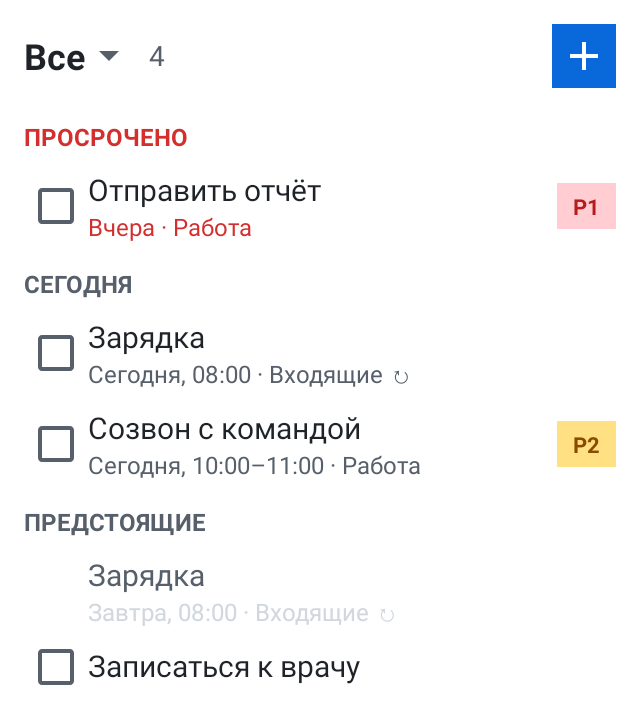 Все 4
ПРОСРОЧЕНО
Отправить отчёт
Вчера · Работа
P1
СЕГОДНЯ
Зарядка
Сегодня, 08:00 · Входящие ↻
Созвон с командой
Сегодня, 10:00–11:00 · Работа
P2
ПРЕДСТОЯЩИЕ
Зарядка
Завтра, 08:00 · Входящие ↻
Записаться к врачу